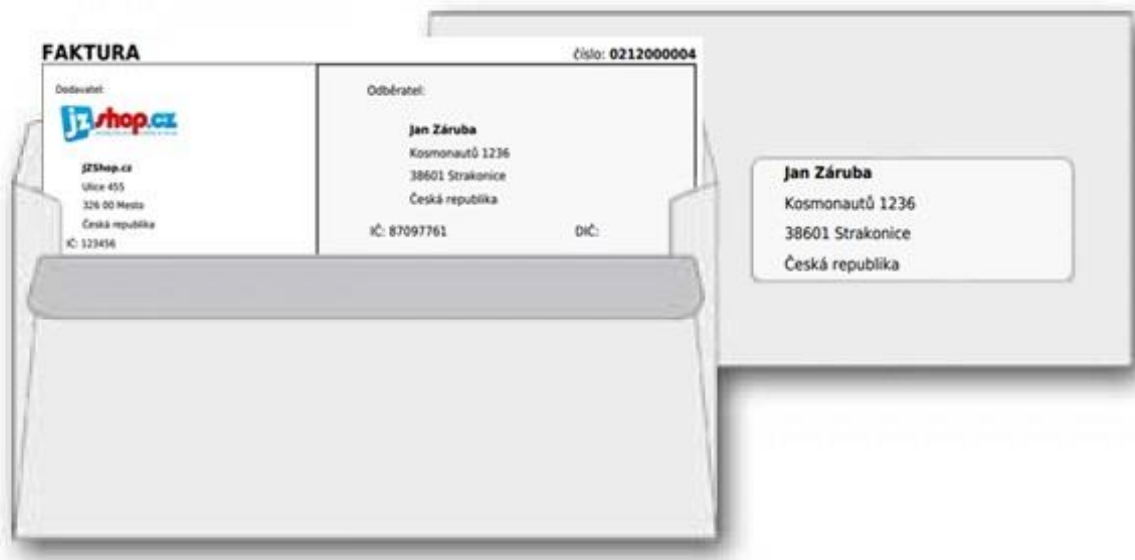 FAKTURA
číslo: 0212000004
Dodavatel:
jzshop.cz
JZShop.cz
Ulice 455
326 00 Mesto
Česká republika
IČ: 123456
Odběratel:
Jan Záruba
Kosmonautů 1236
38601 Strakonice
Česká republika
IČ: 87097761
DIČ:
Jan Záruba
Kosmonautů 1236
38601 Strakonice
Česká republika